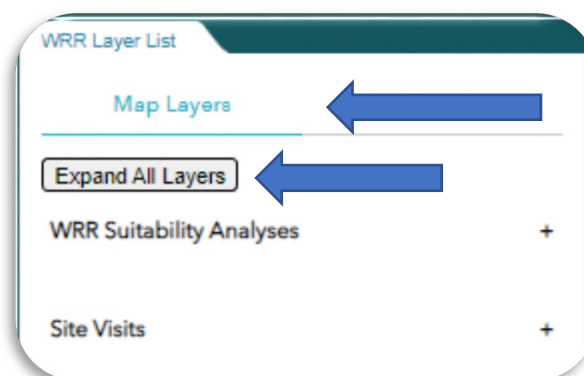 WRR Layer List
Map Layers
Expand All Layers
WRR Suitability Analyses +
Site Visits +